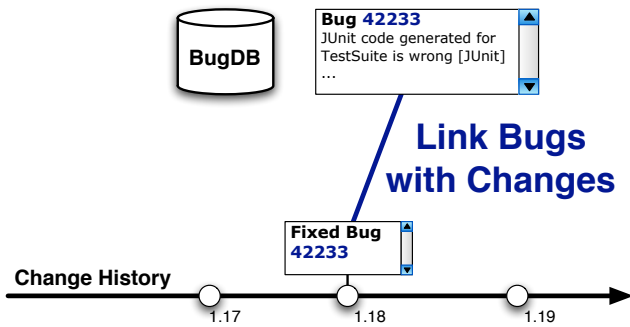 BugDB
Bug 42233
JUnit code generated for
TestSuite is wrong [JUnit]
...
Link Bugs
with Changes
Fixed Bug
42233
Change History
1.17
1.18
1.19